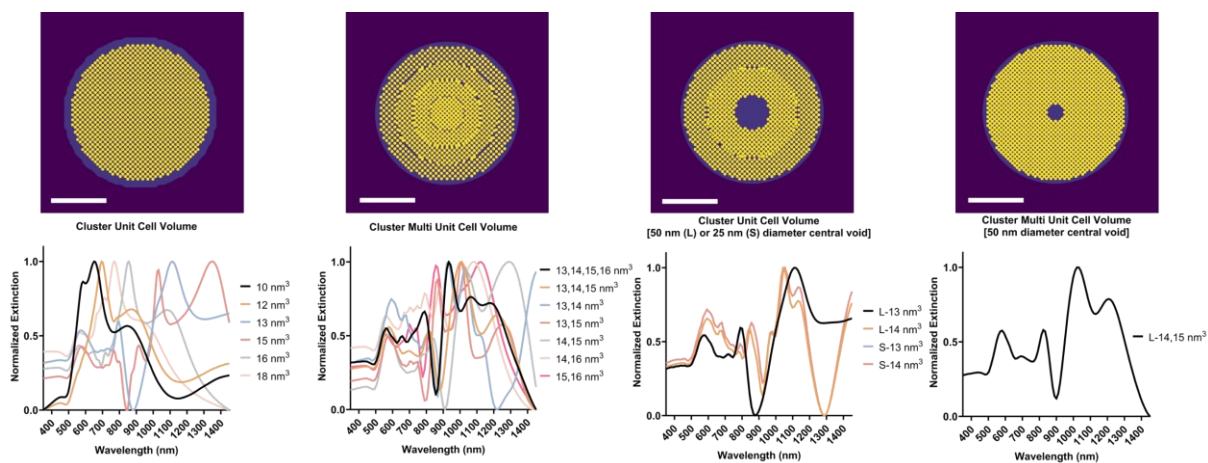 Cluster Unit Cell Volume
Normalized Extinction
1.0
0.5
0.0
400 500 600 700 800 900 1000 1100 1200 1300 1400
Wavelength (nm)
10 nm³
12 nm³
13 nm³
15 nm³
16 nm³
18 nm³
Cluster Multi Unit Cell Volume
Normalized Extinction
1.0
0.5
0.0
400 500 600 700 800 900 1000 1100 1200 1300 1400
Wavelength (nm)
13,14,15,16 nm³
13,14,15 nm³
13,14 nm³
13,15 nm³
14,15 nm³
14,16 nm³
15,16 nm³
Cluster Unit Cell Volume
[50 nm (L) or 25 nm (S) diameter central void]
Normalized Extinction
1.0
0.5
0.0
400 500 600 700 800 900 1000 1100 1200 1300 1400
Wavelength (nm)
L-13 nm³
L-14 nm³
S-13 nm³
S-14 nm³
Cluster Multi Unit Cell Volume
[50 nm diameter central void]
Normalized Extinction
1.0
0.5
0.0
400 500 600 700 800 900 1000 1100 1200 1300 1400
Wavelength (nm)
L-14,15 nm³